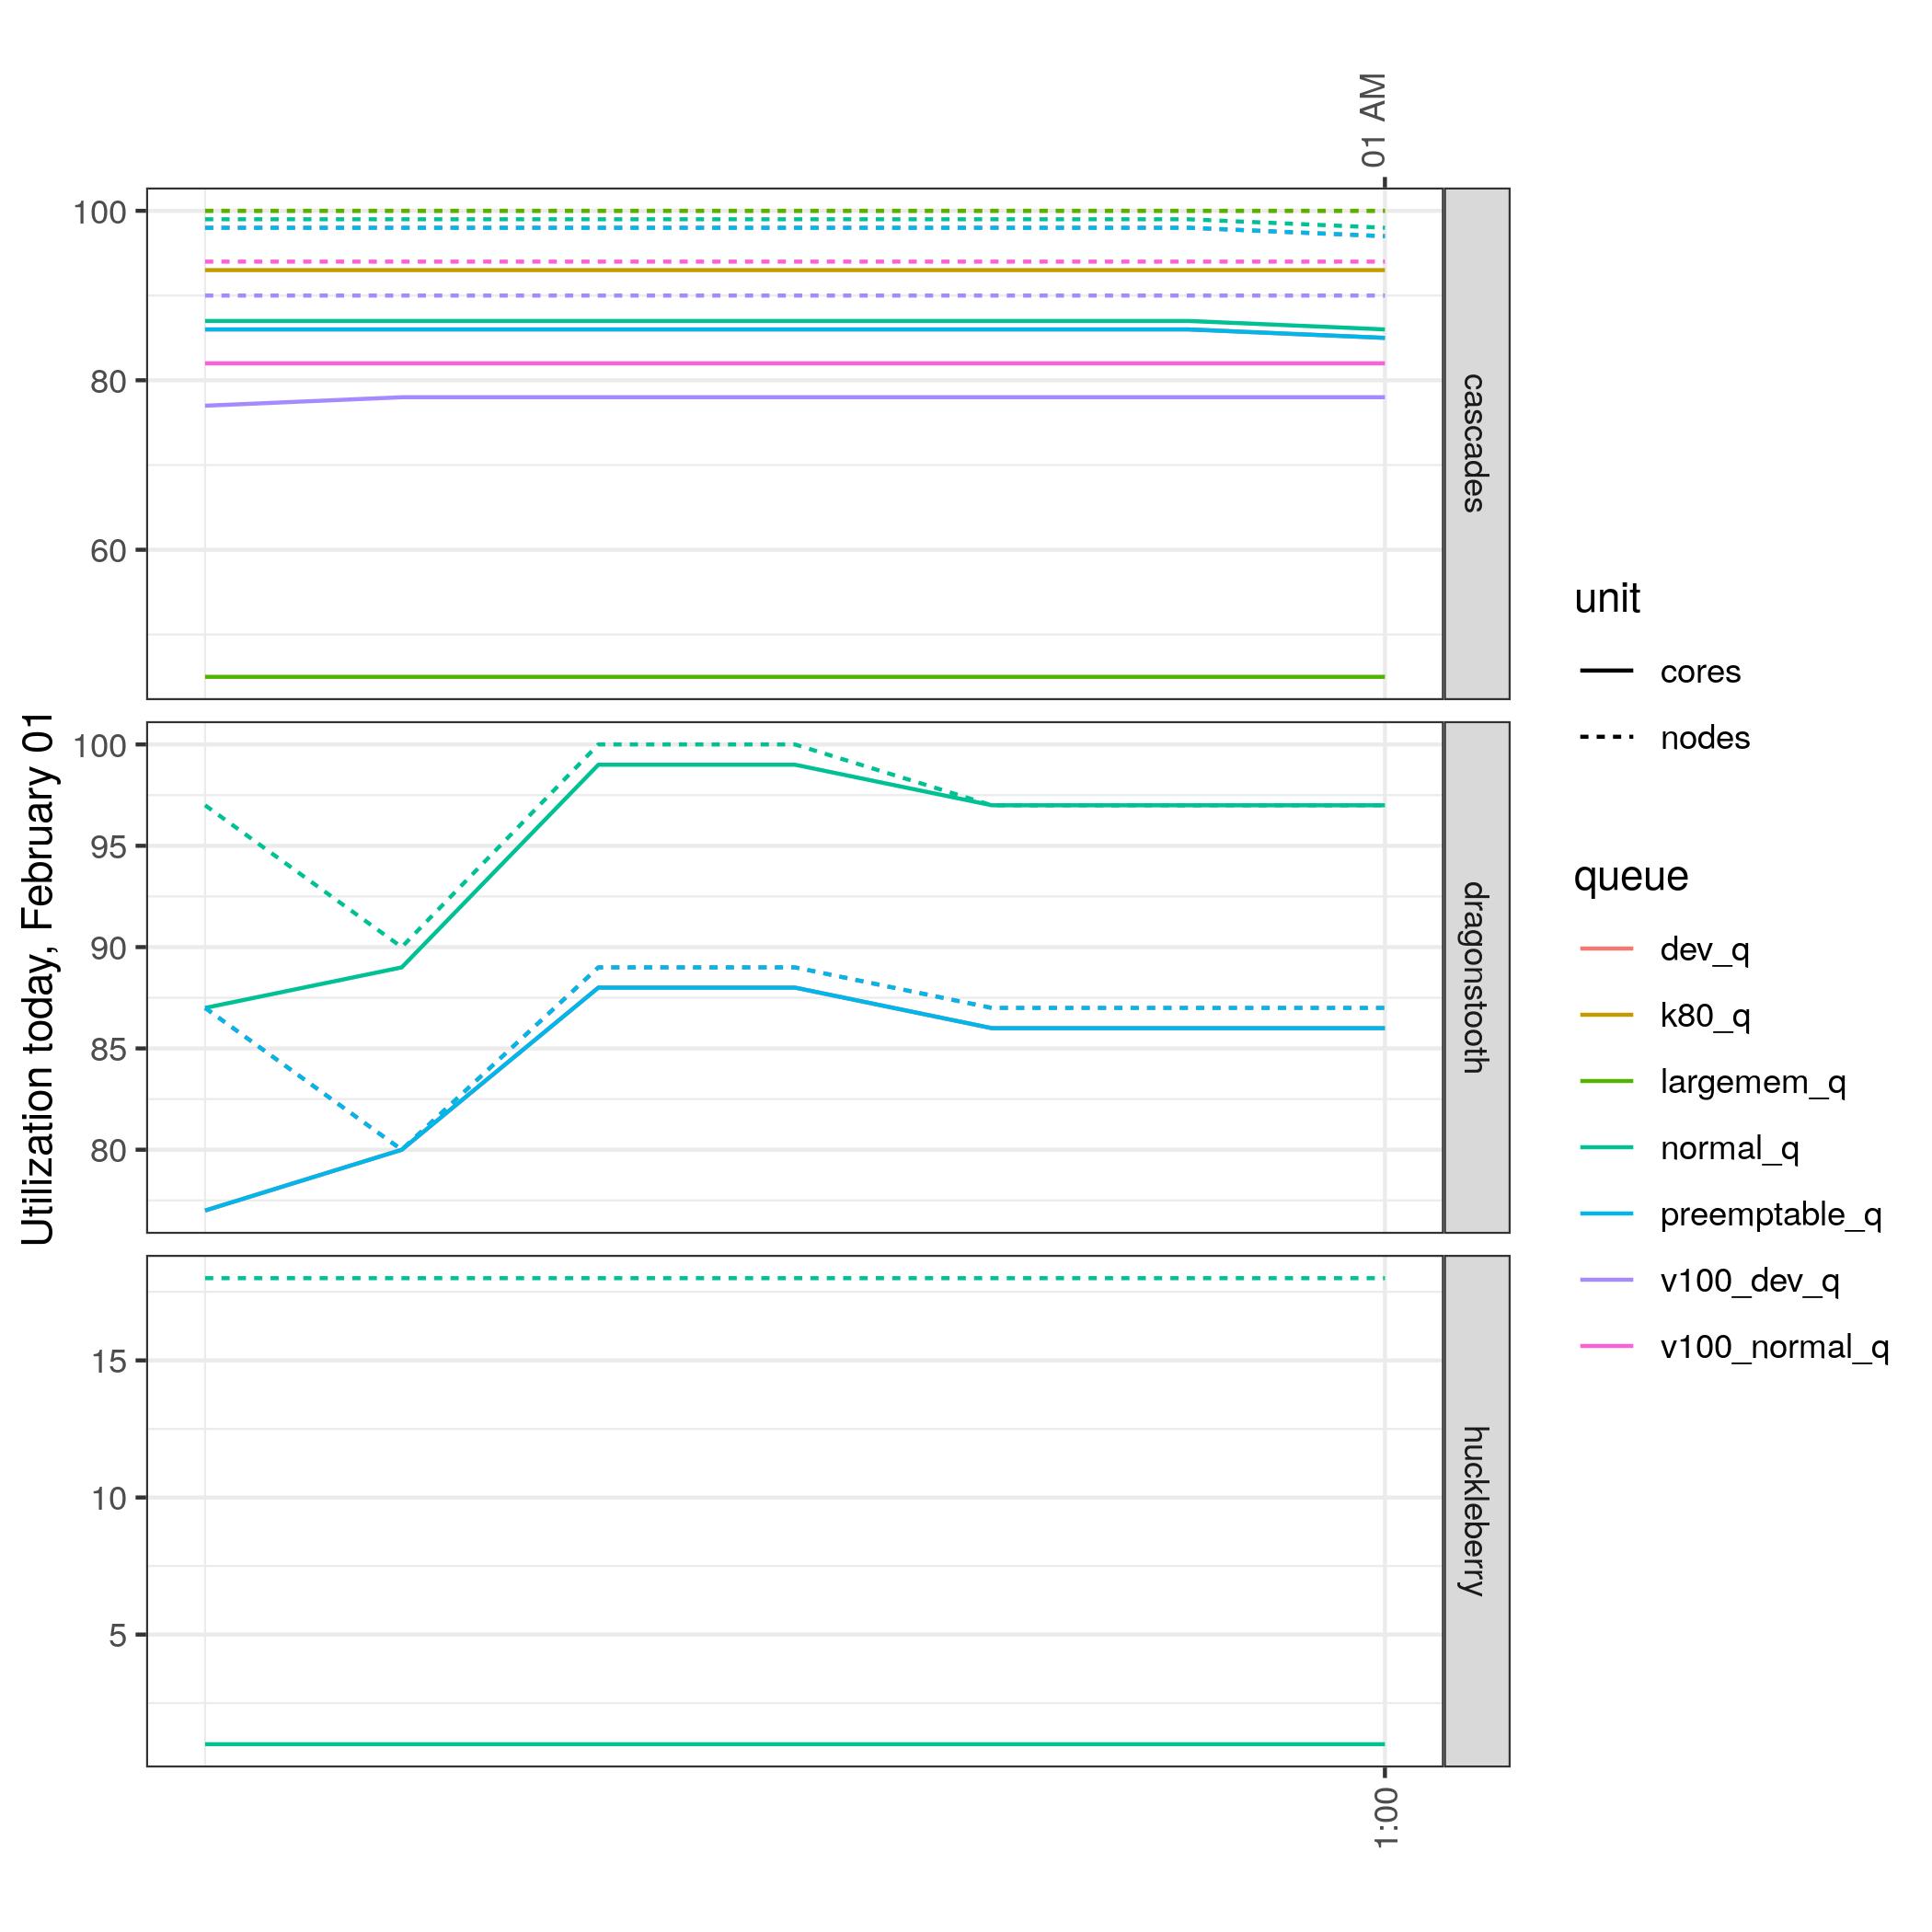 01 AM
100
80
60
cascades
Utilization today, February 01
100
95
90
85
80
dragonstooth
15
10
5
huckleberry
1:00
unit
cores
nodes
queue
dev_q
k80_q
largemem_q
normal_q
preemptable_q
v100_dev_q
v100_normal_q